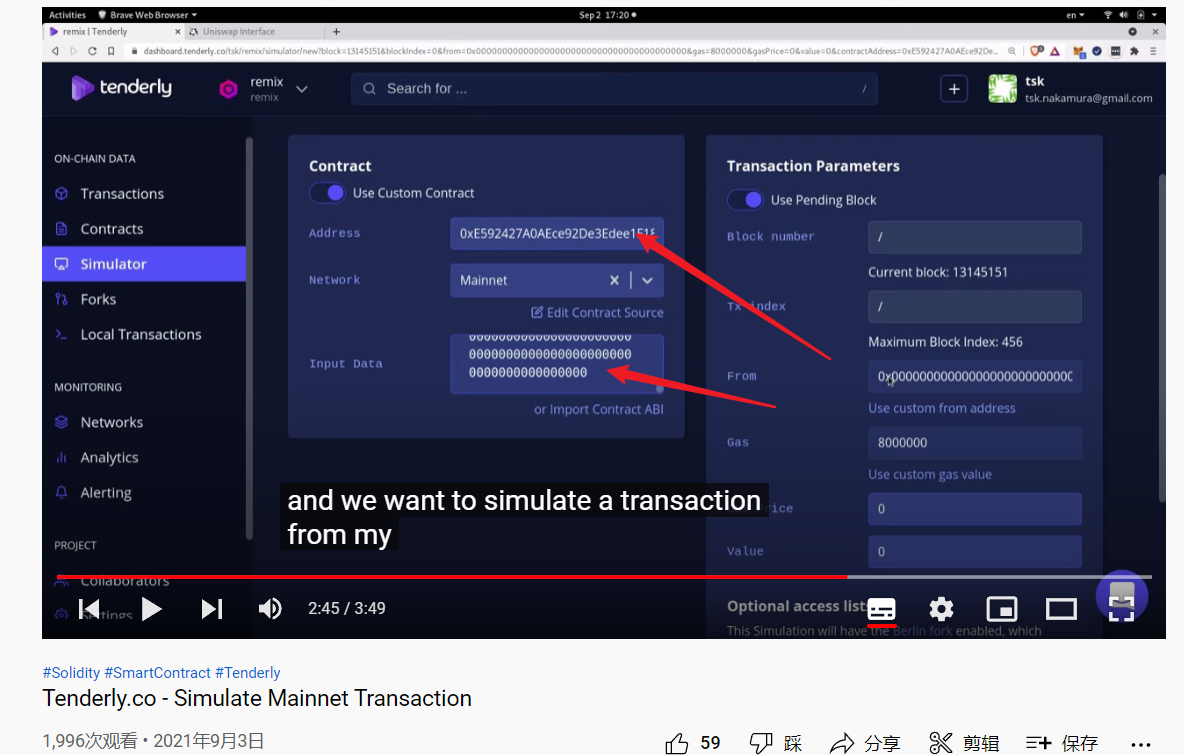 Activities Brave Web Browser Sep 2 17:20 en
remix | Tenderly Uniswap Interface
dashboard.tenderly.co/tsk/remix/simulator/new?block=13145151&blockIndex=0&from=0x0000000000000000000000000000000000000000&gas=8000000&gasPrice=0&value=0&contractAddress=0xE592427A0AEce92De...
tenderly remix remix Search for ... / + tsk tsk.nakamura@gmail.com
ON-CHAIN DATA
Transactions
Contracts
Simulator
Forks
Local Transactions
MONITORING
Networks
Analytics
Alerting
PROJECT
Collaborators
Settings
Contract
Use Custom Contract
Address 0xE592427A0AEce92De3Edee1F18
Network Mainnet
Edit Contract Source
Input Data
0000000000000000000000
0000000000000000000000
0000000000000000
or Import Contract ABI
Transaction Parameters
Use Pending Block
Block number /
Current block: 13145151
Tx index /
Maximum Block Index: 456
From 0x0000000000000000000000000
Use custom from address
Gas 8000000
Use custom gas value
0
Value 0
Optional access list
This Simulation will have the Berlin fork enabled, which
and we want to simulate a transaction
from my
2:45 / 3:49
#Solidity #SmartContract #Tenderly
Tenderly.co - Simulate Mainnet Transaction
1,996次观看 • 2021年9月3日 59 踩 分享 剪辑 保存